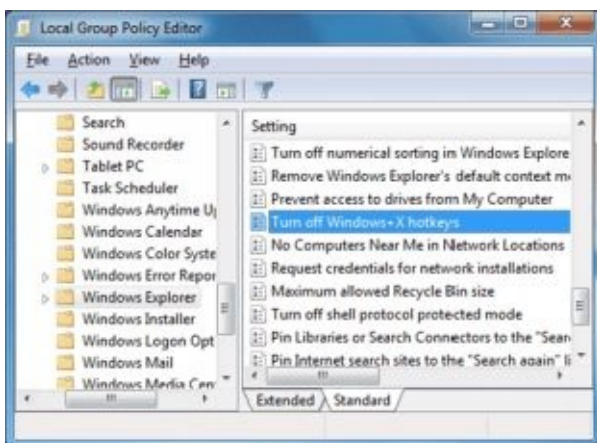 Local Group Policy Editor
File Action View Help
Search
Sound Recorder
Tablet PC
Task Scheduler
Windows Anytime U
Windows Calendar
Windows Color Syste
Windows Error Repor
Windows Explorer
Windows Installer
Windows Logon Opt
Windows Mail
Windows Media Cen
Setting
Turn off numerical sorting in Windows Explore
Remove Windows Explorer's default context m
Prevent access to drives from My Computer
Turn off Windows+X hotkeys
No Computers Near Me in Network Locations
Request credentials for network installations
Maximum allowed Recycle Bin size
Turn off shell protocol protected mode
Pin Libraries or Search Connectors to the "Sear
Pin Internet search sites to the "Search again" li
Extended Standard